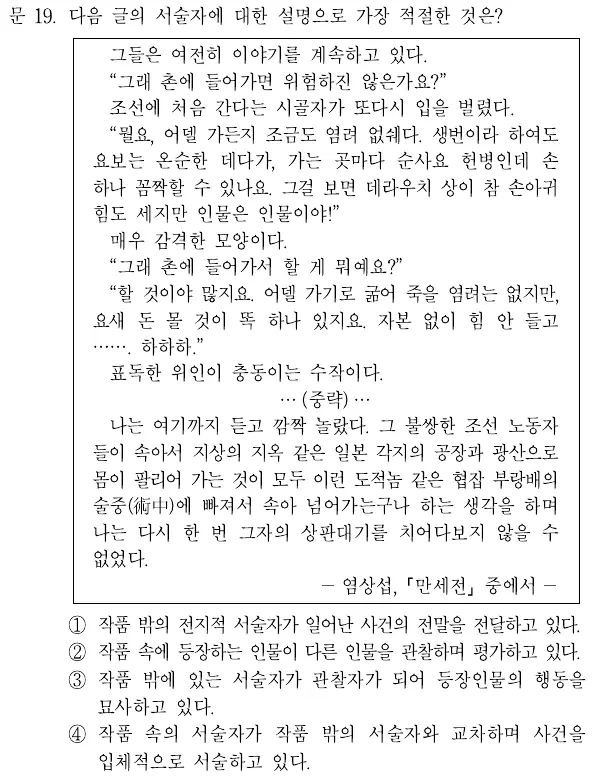 문 19. 다음 글의 서술자에 대한 설명으로 가장 적절한 것은?
그들은 여전히 이야기를 계속하고 있다.
“그래 촌에 들어가면 위험하진 않은가요?”
조선에 처음 간다는 시골자가 또다시 입을 벌렸다.
“뭘요, 어델 가든지 조금도 염려 없쉐다. 생번이라 하여도
요보는 온순한 데다가, 가는 곳마다 순사요 헌병인데 손
하나 꼼짝할 수 있나요. 그걸 보면 데라우치 상이 참 손아귀
힘도 세지만 인물은 인물이야!”
매우 감격한 모양이다.
“그래 촌에 들어가서 할 게 뭐예요?”
“할 것이야 많지요. 어델 가기로 굶어 죽을 염려는 없지만,
요새 돈 몰 것이 똑 하나 있지요. 자본 없이 힘 안 들고
……. 하하하.”
표독한 위인이 충동이는 수작이다.
… (중략) …
나는 여기까지 듣고 깜짝 놀랐다. 그 불쌍한 조선 노동자
들이 속아서 지상의 지옥 같은 일본 각지의 공장과 광산으로
몸이 팔리어 가는 것이 모두 이런 도적놈 같은 협잡 부랑배의
술중(術中)에 빠져서 속아 넘어가는구나 하는 생각을 하며
나는 다시 한 번 그자의 상판대기를 치어다보지 않을 수
없었다.
– 염상섭, 「만세전」 중에서 –
① 작품 밖의 전지적 서술자가 일어난 사건의 전말을 전달하고 있다.
② 작품 속에 등장하는 인물이 다른 인물을 관찰하며 평가하고 있다.
③ 작품 밖에 있는 서술자가 관찰자가 되어 등장인물의 행동을
묘사하고 있다.
④ 작품 속의 서술자가 작품 밖의 서술자와 교차하며 사건을
입체적으로 서술하고 있다.